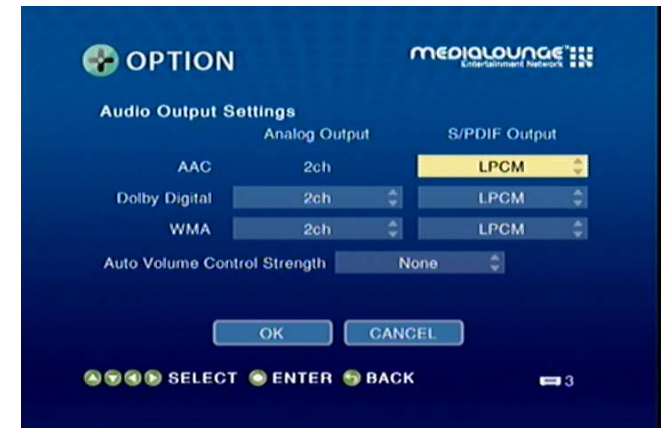 OPTION
MEDIALOUNGE™
Entertainment Network
Audio Output Settings
Analog Output S/PDIF Output
AAC 2ch LPCM
Dolby Digital 2ch LPCM
WMA 2ch LPCM
Auto Volume Control Strength None
OK CANCEL
SELECT ENTER BACK 3